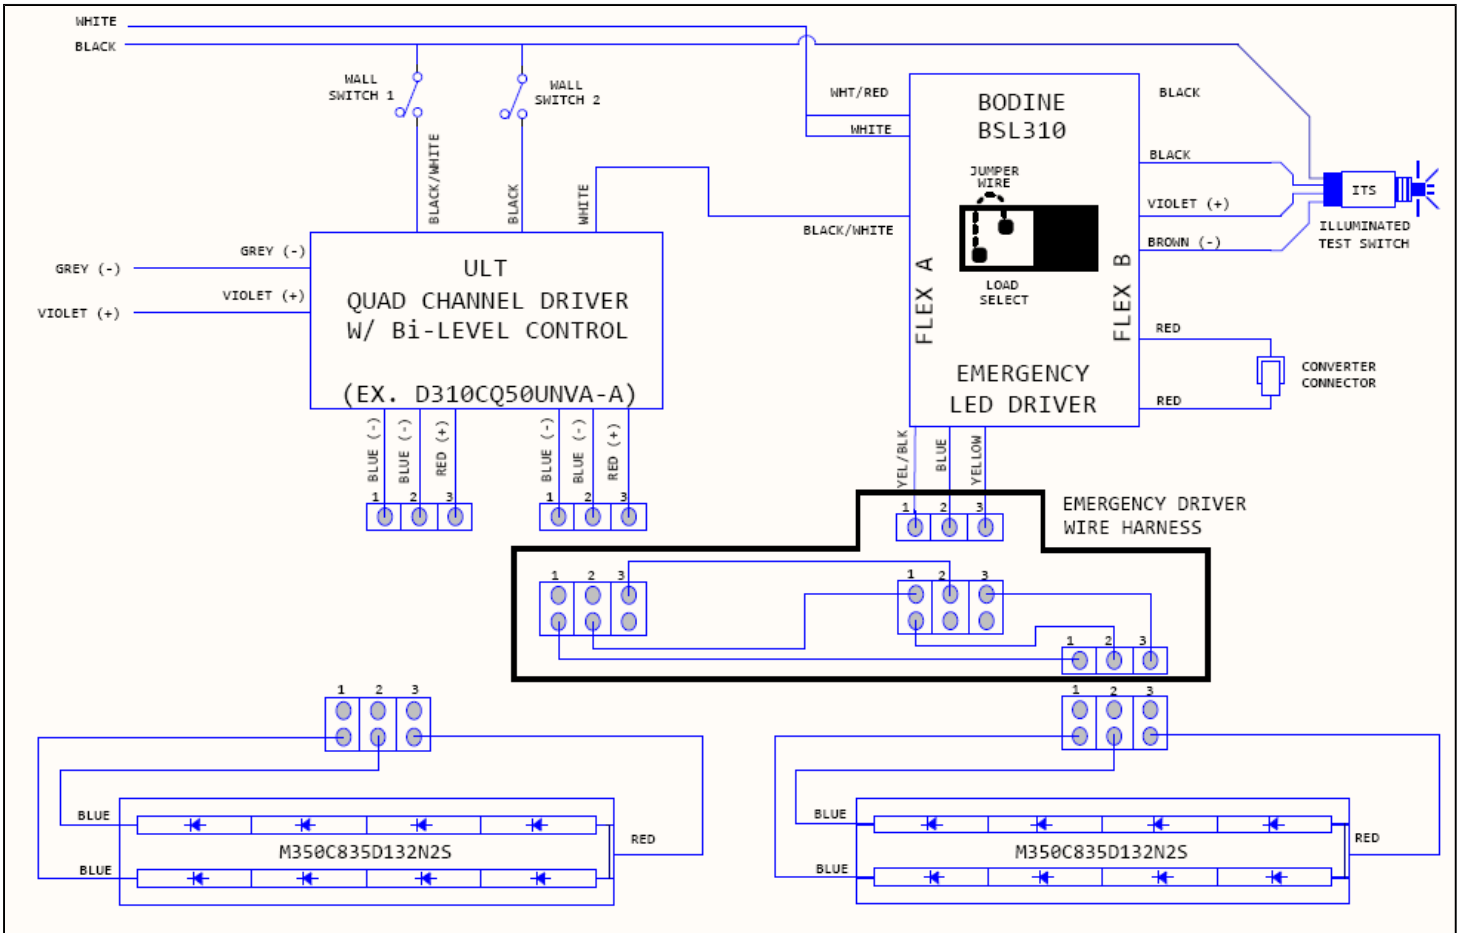 WHITE
BLACK
WALL
SWITCH 1
WALL
SWITCH 2
BLACK/WHITE
BLACK
WHITE
WHT/RED
WHITE
BLACK/WHITE
BODINE
BSL310
JUMPER
WIRE
LOAD
SELECT
FLEX A
FLEX B
EMERGENCY
LED DRIVER
BLACK
BLACK
VIOLET (+)
BROWN (-)
ITS
ILLUMINATED
TEST SWITCH
RED
RED
CONVERTER
CONNECTOR
GREY (-)
GREY (-)
VIOLET (+)
VIOLET (+)
ULT
QUAD CHANNEL DRIVER
W/ Bi-LEVEL CONTROL
(EX. D310CQ50UNVA-A)
BLUE (-)
BLUE (-)
RED (+)
BLUE (-)
BLUE (-)
RED (+)
YEL/BLK
BLUE
YELLOW
1 2 3
1 2 3
1 2 3
EMERGENCY DRIVER
WIRE HARNESS
1 2 3
1 2 3
1 2 3
1 2 3
1 2 3
BLUE
BLUE
M350C835D132N2S
RED
BLUE
BLUE
M350C835D132N2S
RED